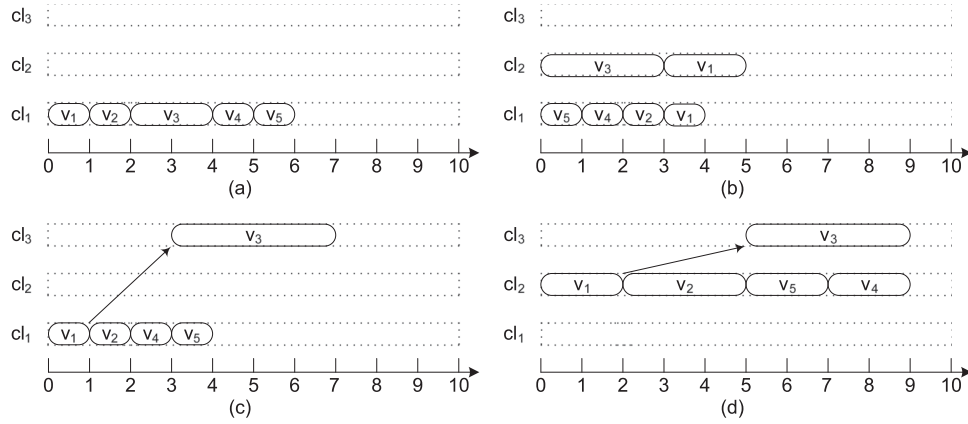 cl₃
cl₂
cl₁ v₁ v₂ v₃ v₄ v₅
0 1 2 3 4 5 6 7 8 9 10
(a)
v₃ v₁
cl₂
cl₁ v₅ v₄ v₂ v₁
0 1 2 3 4 5 6 7 8 9 10
(b)
cl₃ v₃
cl₂
cl₁ v₁ v₂ v₄ v₅
0 1 2 3 4 5 6 7 8 9 10
(c)
cl₃ v₃
cl₂ v₁ v₂ v₅ v₄
cl₁
0 1 2 3 4 5 6 7 8 9 10
(d)